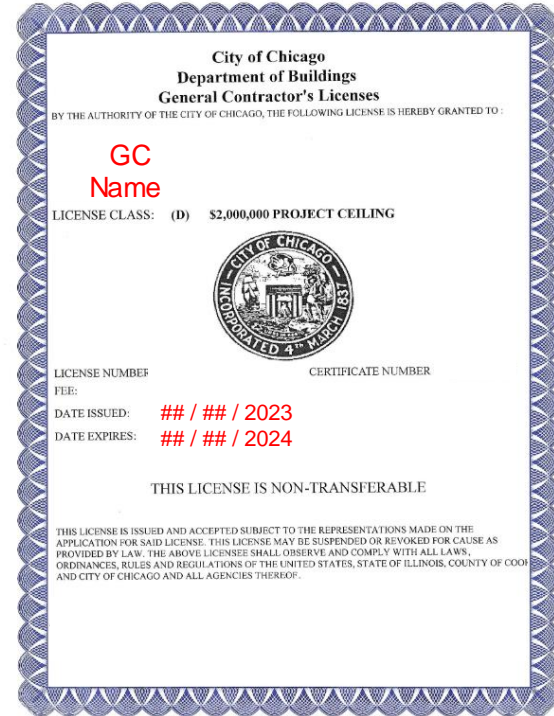 City of Chicago
Department of Buildings
General Contractor's Licenses
BY THE AUTHORITY OF THE CITY OF CHICAGO, THE FOLLOWING LICENSE IS HEREBY GRANTED TO :
GC
Name
LICENSE CLASS: (D) $2,000,000 PROJECT CEILING
CITY OF CHICAGO
INCORPORATED 4TH MARCH 1837
LICENSE NUMBER CERTIFICATE NUMBER
FEE:
DATE ISSUED: ## / ## / 2023
DATE EXPIRES: ## / ## / 2024
THIS LICENSE IS NON-TRANSFERABLE
THIS LICENSE IS ISSUED AND ACCEPTED SUBJECT TO THE REPRESENTATIONS MADE ON THE
APPLICATION FOR SAID LICENSE. THIS LICENSE MAY BE SUSPENDED OR REVOKED FOR CAUSE AS
PROVIDED BY LAW. THE ABOVE LICENSEE SHALL OBSERVE AND COMPLY WITH ALL LAWS,
ORDINANCES, RULES AND REGULATIONS OF THE UNITED STATES, STATE OF ILLINOIS, COUNTY OF COOK
AND CITY OF CHICAGO AND ALL AGENCIES THEREOF.